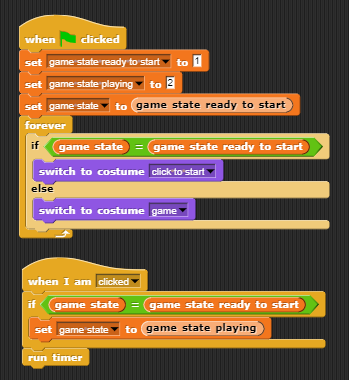 when clicked
set game state ready to start to 1
set game state playing to 2
set game state to game state ready to start
forever
if game state = game state ready to start
switch to costume click to start
else
switch to costume game
when I am clicked
if game state = game state ready to start
set game state to game state playing
run timer